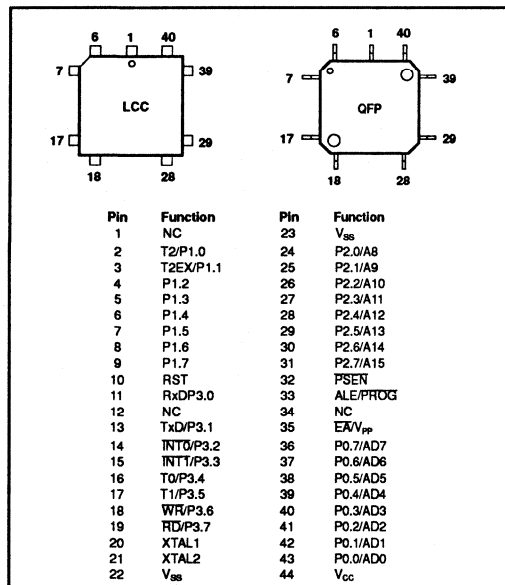 6 1 40
7 39
LCC
17 29
18 28
6 1 40
7 39
QFP
17 29
18 28
Pin Function
1 NC
2 T2/P1.0
3 T2EX/P1.1
4 P1.2
5 P1.3
6 P1.4
7 P1.5
8 P1.6
9 P1.7
10 RST
11 RxDP3.0
12 NC
13 TxD/P3.1
14 I̅N̅T̅0̅/P3.2
15 I̅N̅T̅1̅/P3.3
16 T0/P3.4
17 T1/P3.5
18 W̅R̅/P3.6
19 R̅D̅/P3.7
20 XTAL1
21 XTAL2
22 VSS
Pin Function
23 VSS
24 P2.0/A8
25 P2.1/A9
26 P2.2/A10
27 P2.3/A11
28 P2.4/A12
29 P2.5/A13
30 P2.6/A14
31 P2.7/A15
32 P̅S̅E̅N̅
33 ALE/P̅R̅O̅G̅
34 NC
35 E̅A̅/VPP
36 P0.7/AD7
37 P0.6/AD6
38 P0.5/AD5
39 P0.4/AD4
40 P0.3/AD3
41 P0.2/AD2
42 P0.1/AD1
43 P0.0/AD0
44 VCC